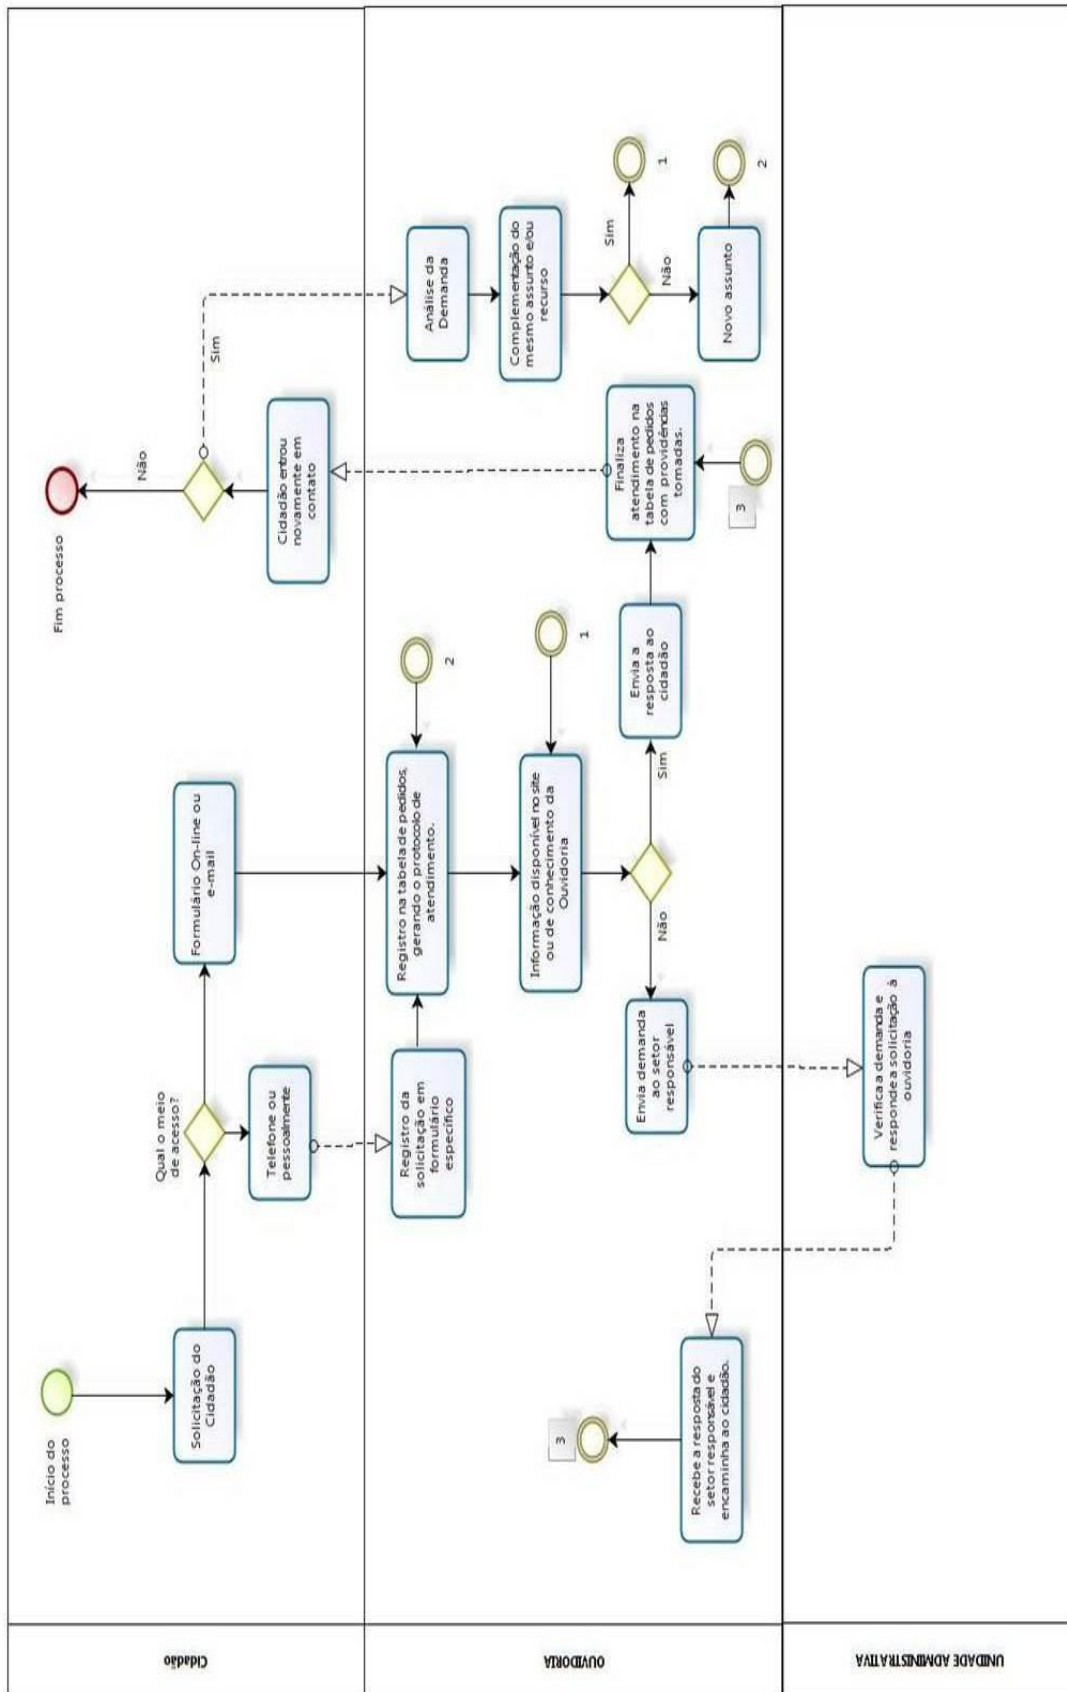 Cidadão
Início do
processo
Solicitação do
Cidadão
Qual o meio
de acesso?
Telefone ou
pessoalmente
Formulário On-line ou
e-mail
Fim processo
Não
Sim
Cidadão entrou
novamente em
contato
OUVIDORIA
Registro da
solicitação em
formulário
específico
Registro na tabela de pedidos,
gerando o protocolo de
atendimento.
2
Informação disponível no site
ou de conhecimento da
Ouvidoria
1
Não
Sim
Envia demanda
ao setor
responsável
Envia a
resposta ao
cidadão
Finaliza
atendimento na
tabela de pedidos
com providências
tomadas.
3
Análise da
Demanda
Complementação do
mesmo assunto e/ou
recurso
Sim
1
Não
Novo assunto
2
3
Recebe a resposta do
setor responsável e
encaminha ao cidadão.
UNIDADE ADMINISTRATIVA
Verifica a demanda e
responde a solicitação à
ouvidoria